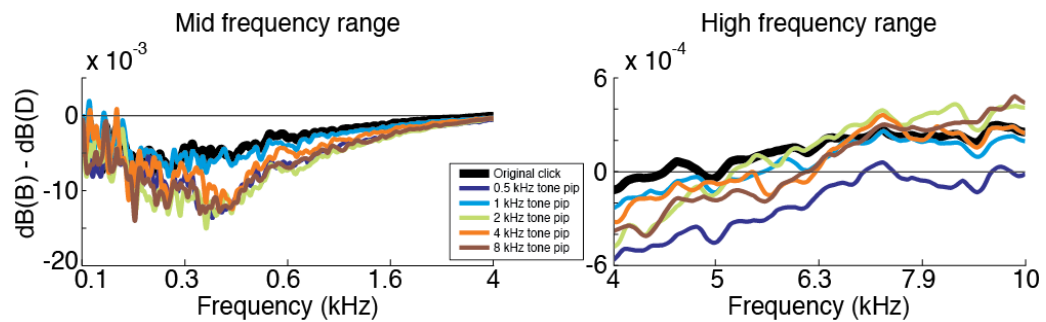 Mid frequency range
x 10-3
0
-10
-20
dB(B) - dB(D)
0.1 0.3 0.6 1.6 4
Frequency (kHz)
Original click
0.5 kHz tone pip
1 kHz tone pip
2 kHz tone pip
4 kHz tone pip
8 kHz tone pip
High frequency range
x 10-4
6
0
-6
4 5 6.3 7.9 10
Frequency (kHz)